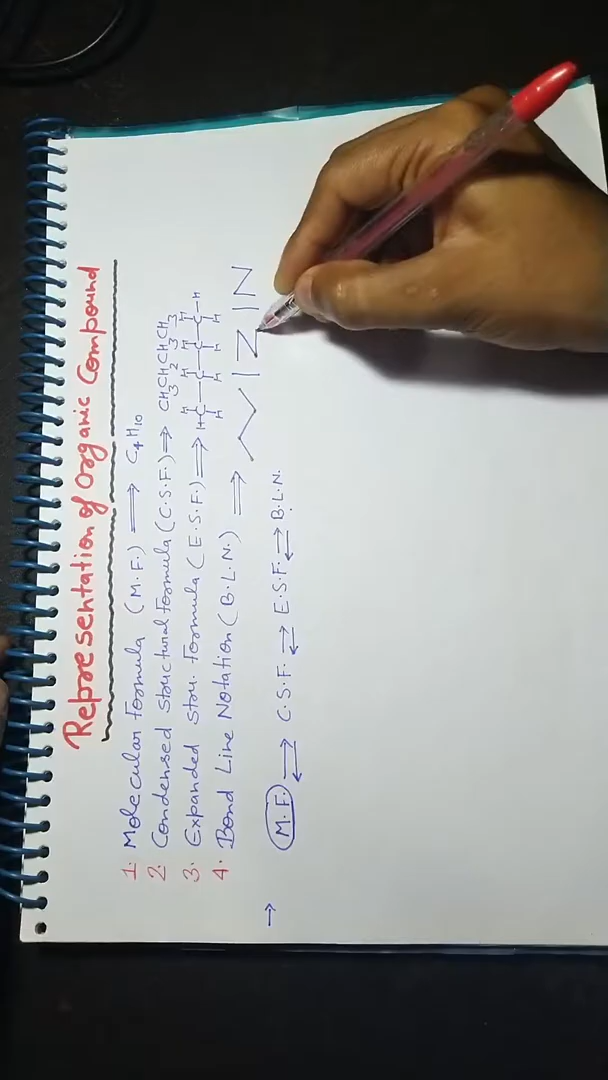 Representation of Organic Compound
1. Molecular formula (M.F.) ⟹ C₄H₁₀
2. Condensed structural formula (C.S.F.) ⟹ CH₃CH₂CH₂CH₃
3. Expanded stru. formula (E.S.F.) ⟹ H-C-C-C-C-H
4. Bond Line Notation (B.L.N.) ⟹
→ M.F. ⇌ C.S.F. ⇌ E.S.F. ⇌ B.L.N.